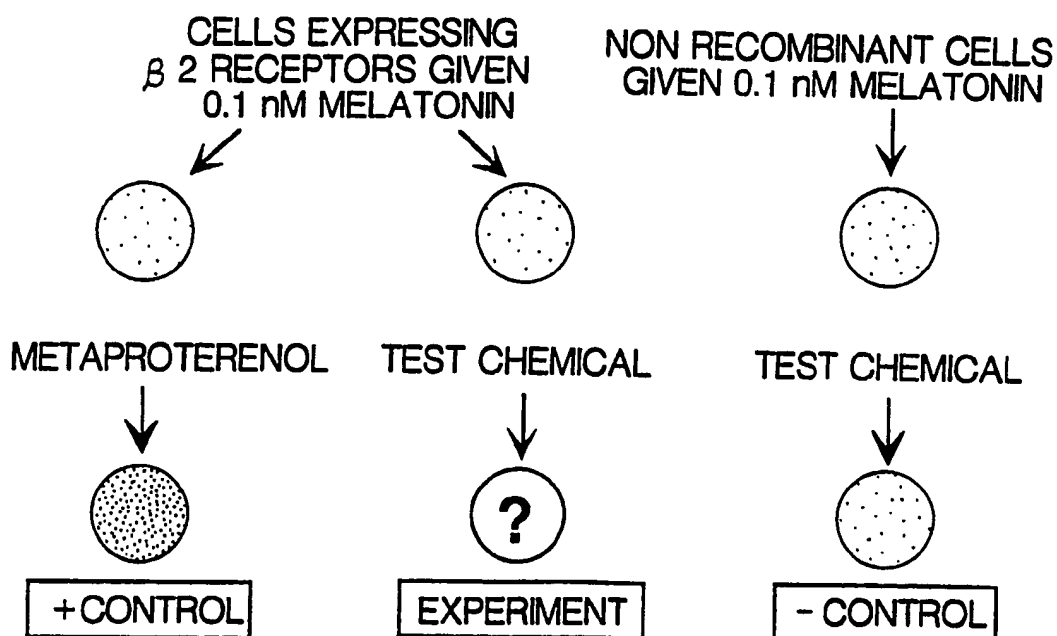 CELLS EXPRESSING
β 2 RECEPTORS GIVEN
0.1 nM MELATONIN
NON RECOMBINANT CELLS
GIVEN 0.1 nM MELATONIN
METAPROTERENOL
TEST CHEMICAL
TEST CHEMICAL
?
+CONTROL
EXPERIMENT
- CONTROL